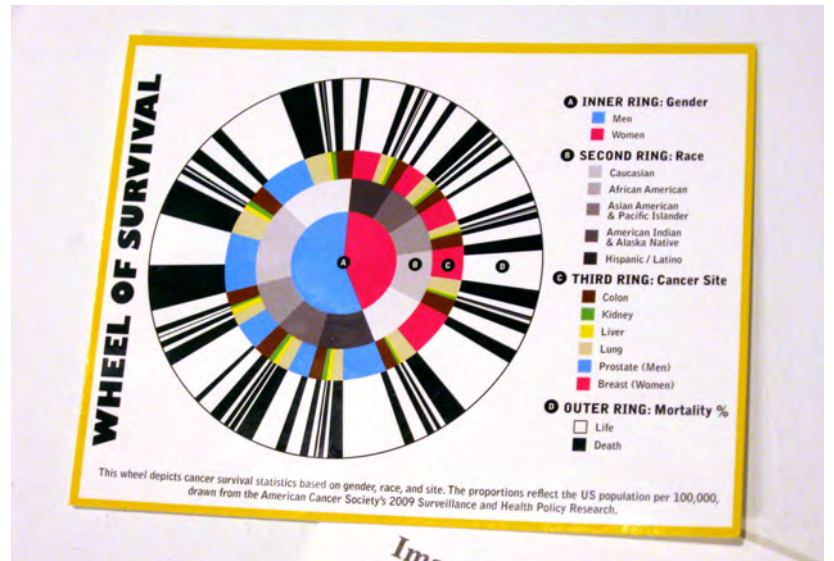 WHEEL OF SURVIVAL
A INNER RING: Gender
Men
Women
B SECOND RING: Race
Caucasian
African American
Asian American
& Pacific Islander
American Indian
& Alaska Native
Hispanic / Latino
C THIRD RING: Cancer Site
Colon
Kidney
Liver
Lung
Prostate (Men)
Breast (Women)
D OUTER RING: Mortality %
Life
Death
A
B
C
D
This wheel depicts cancer survival statistics based on gender, race, and site. The proportions reflect the US population per 100,000,
drawn from the American Cancer Society's 2009 Surveillance and Health Policy Research.